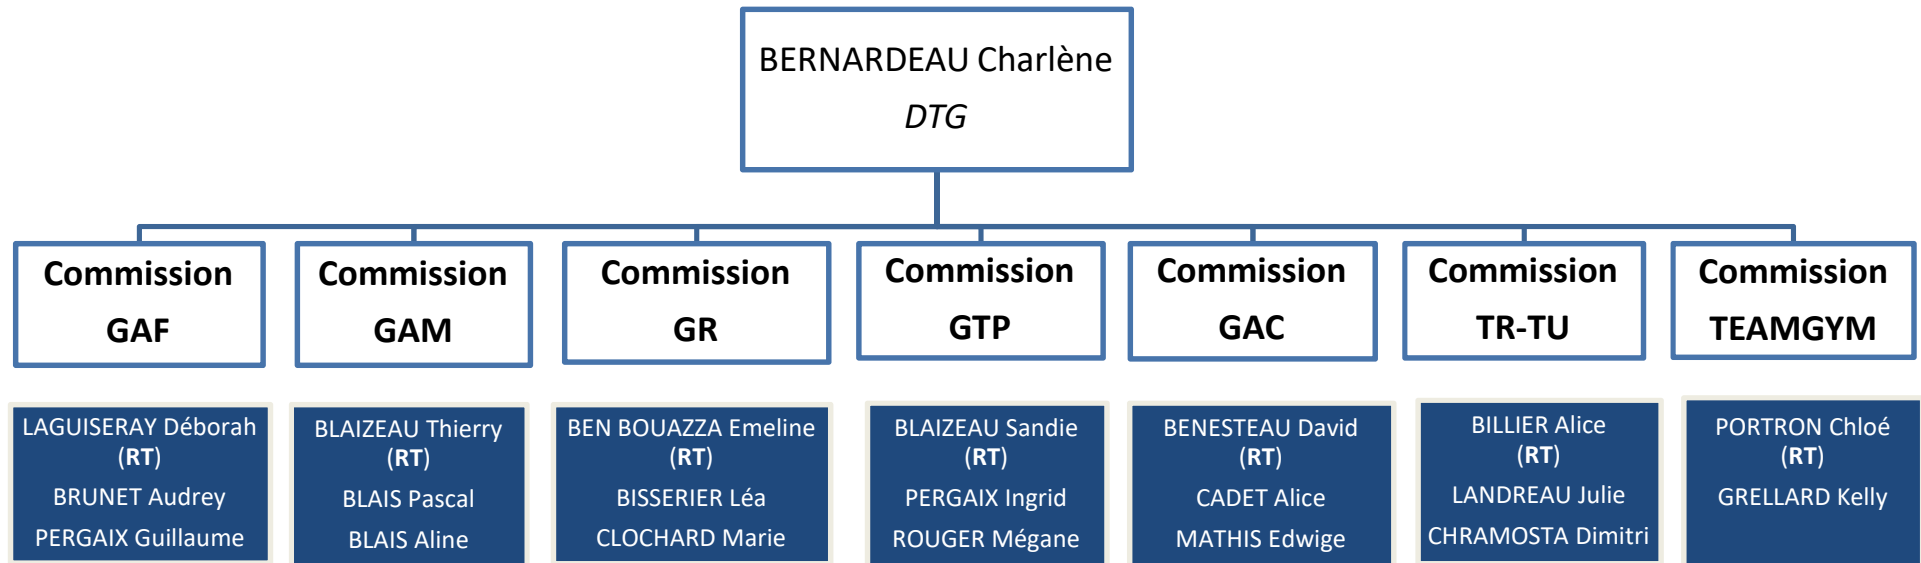 BERNARDEAU Charlène
DTG
Commission
GAF
Commission
GAM
Commission
GR
Commission
GTP
Commission
GAC
Commission
TR-TU
Commission
TEAMGYM
LAGUISERAY Déborah
(RT)
BRUNET Audrey
PERGAIX Guillaume
BLAIZEAU Thierry
(RT)
BLAIS Pascal
BLAIS Aline
BEN BOUAZZA Emeline
(RT)
BISSERIER Léa
CLOCHARD Marie
BLAIZEAU Sandie
(RT)
PERGAIX Ingrid
ROUGER Mégane
BENESTEAU David
(RT)
CADET Alice
MATHIS Edwige
BILLIER Alice
(RT)
LANDREAU Julie
CHRAMOSTA Dimitri
PORTRON Chloé
(RT)
GRELLARD Kelly